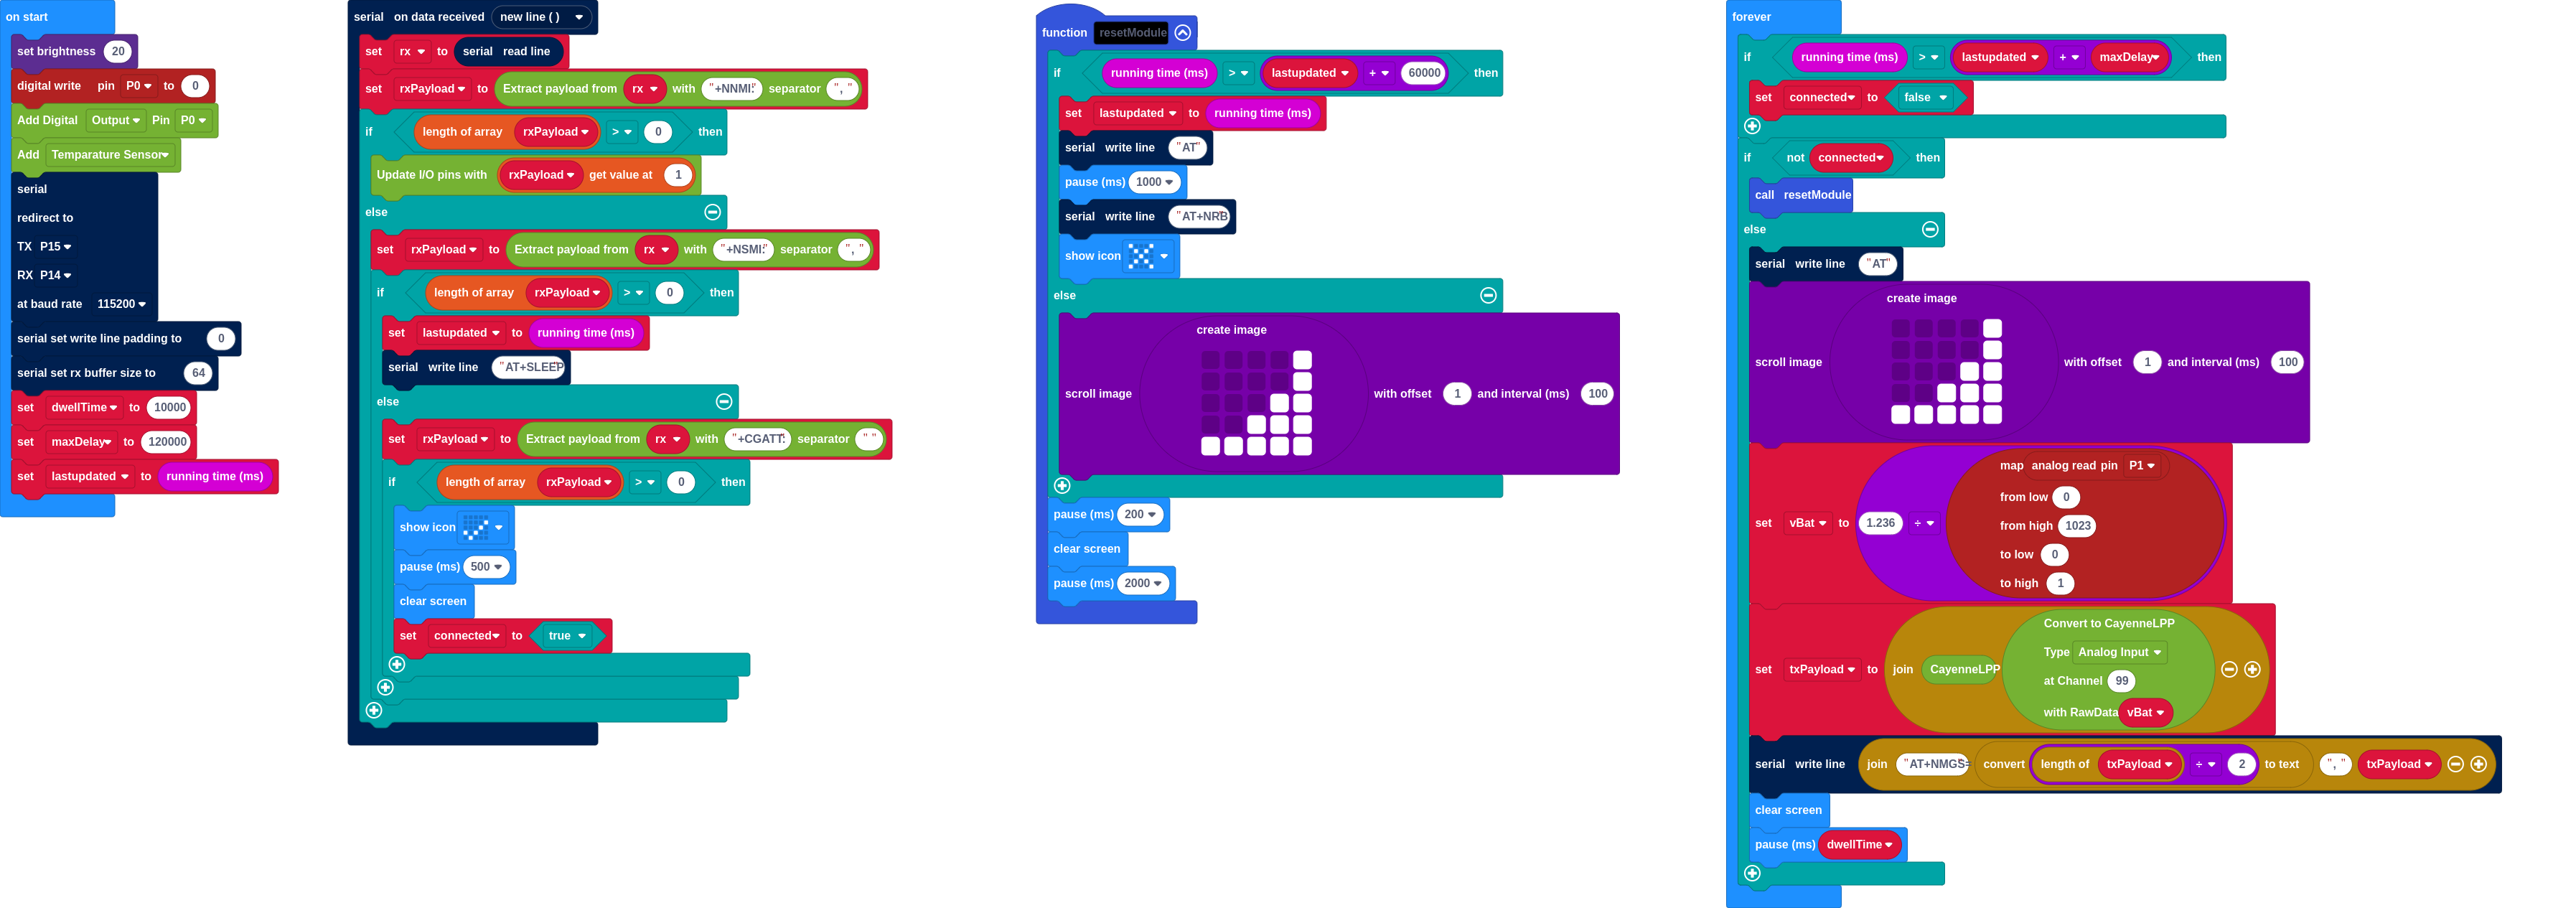 on start
set brightness 20
digital write pin P0 to 0
Add Digital Output Pin P0
Add Temparature Sensor
serial
redirect to
TX P15
RX P14
at baud rate 115200
serial set write line padding to 0
serial set rx buffer size to 64
set dwellTime to 10000
set maxDelay to 120000
set lastupdated to running time (ms)
serial on data received new line ( )
set rx to serial read line
set rxPayload to Extract payload from rx with "+NNMI:" separator ","
if length of array rxPayload > 0 then
Update I/O pins with rxPayload get value at 1
else
set rxPayload to Extract payload from rx with "+NSMI:" separator ","
if length of array rxPayload > 0 then
set lastupdated to running time (ms)
serial write line "AT+SLEEP"
else
set rxPayload to Extract payload from rx with "+CGATT:" separator " "
if length of array rxPayload > 0 then
show icon
pause (ms) 500
clear screen
set connected to true
function resetModule
if running time (ms) > lastupdated + 60000 then
set lastupdated to running time (ms)
serial write line "AT"
pause (ms) 1000
serial write line "AT+NRB"
show icon
else
create image
scroll image with offset 1 and interval (ms) 100
pause (ms) 200
clear screen
pause (ms) 2000
forever
if running time (ms) > lastupdated + maxDelay then
set connected to false
if not connected then
call resetModule
else
serial write line "AT"
create image
scroll image with offset 1 and interval (ms) 100
set vBat to 1.236 ÷ map analog read pin P1
from low 0
from high 1023
to low 0
to high 1
set txPayload to join CayenneLPP Convert to CayenneLPP
Type Analog Input
at Channel 99
with RawData vBat
serial write line join "AT+NMGS= convert length of txPayload ÷ 2 to text "," txPayload
clear screen
pause (ms) dwellTime